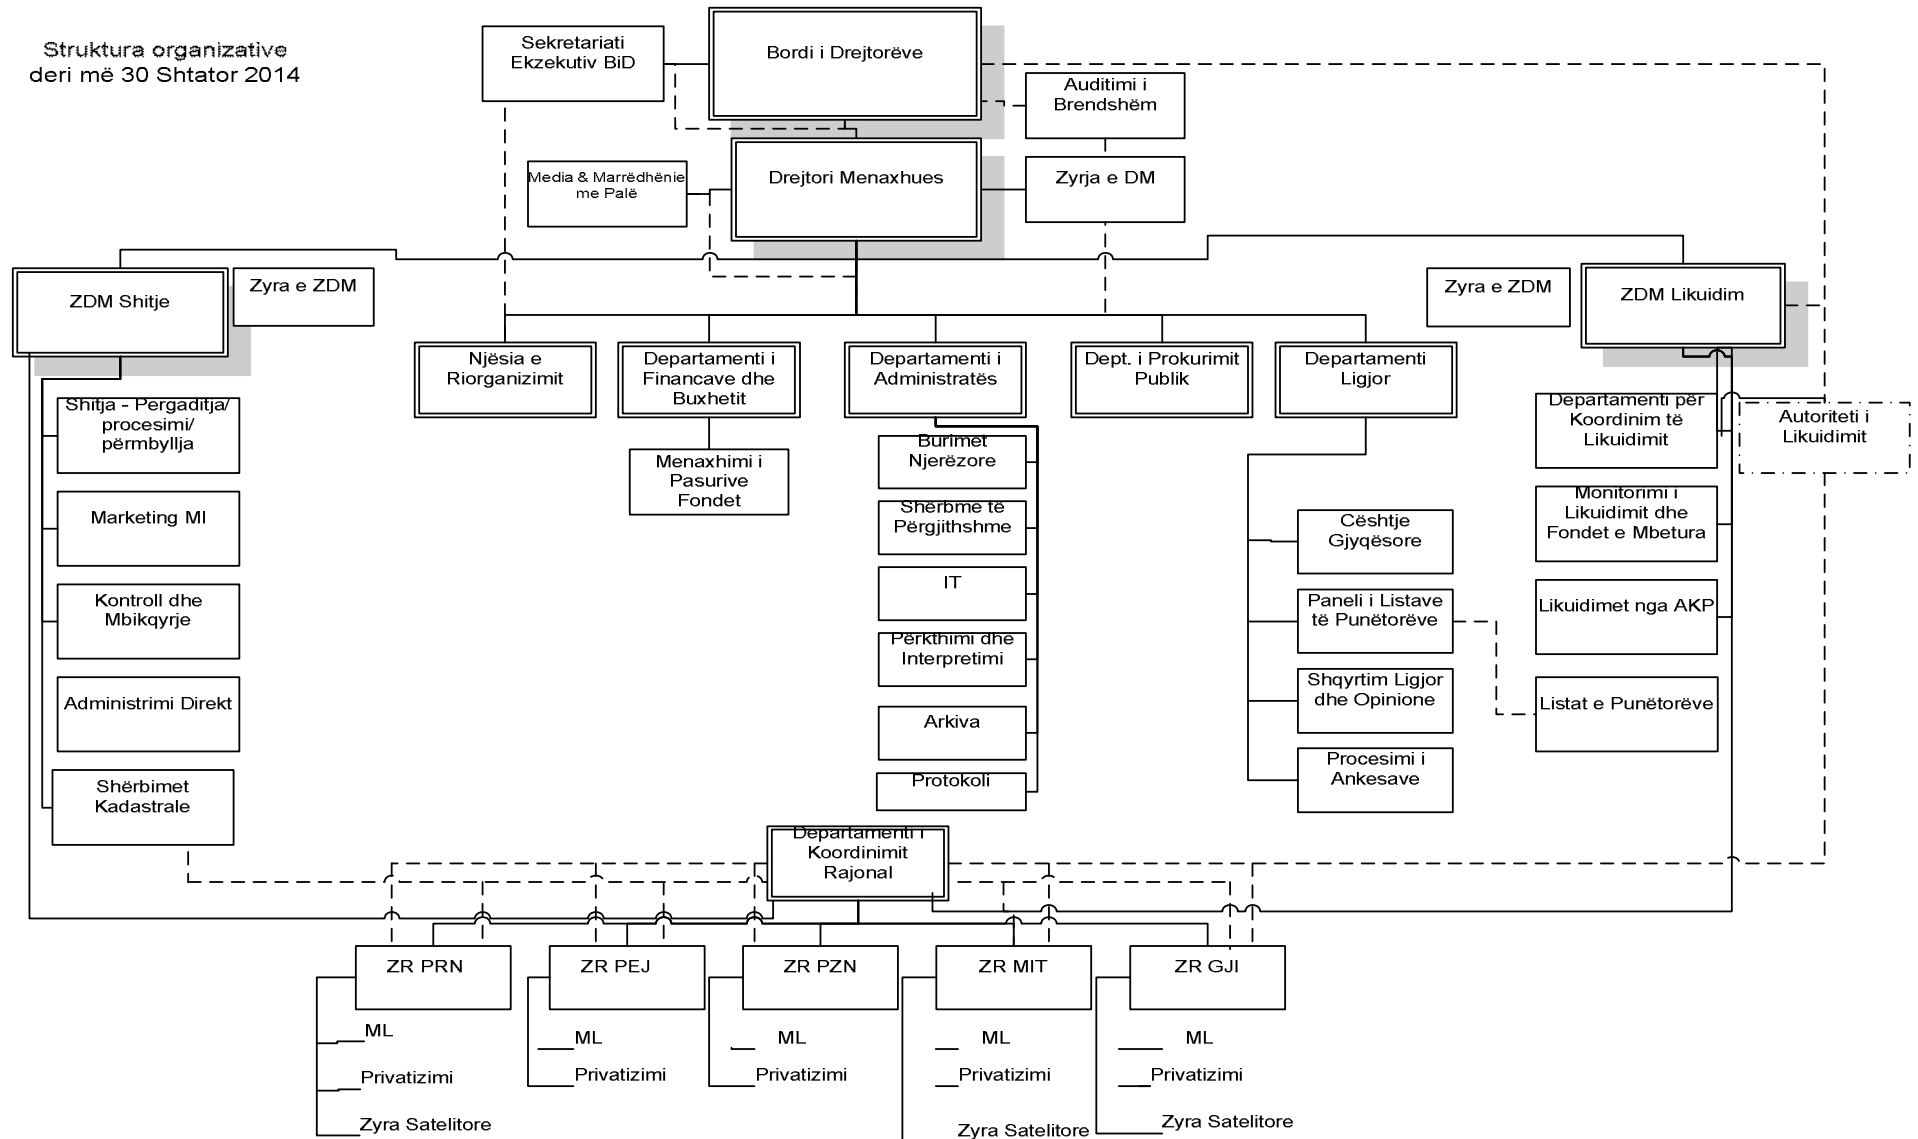 Struktura organizative
deri më 30 Shtator 2014
Sekretariati
Ekzekutiv BiD
Bordi i Drejtorëve
Auditimi i
Brendshëm
Media & Marrëdhënie
me Palë
Drejtori Menaxhues
Zyrja e DM
ZDM Shitje
Zyra e ZDM
Zyra e ZDM
ZDM Likuidim
Njësia e
Riorganizimit
Departamenti i
Financave dhe
Buxhetit
Departamenti i
Administratës
Dept. i Prokurimit
Publik
Departamenti
Ligjor
Shitja - Pergaditja/
procesimi/
përmbyllja
Marketing MI
Kontroll dhe
Mbikqyrje
Administrimi Direkt
Shërbimet
Kadastrale
Menaxhimi i
Pasurive
Fondet
Burimet
Njerëzore
Shërbme të
Përgjithshme
IT
Përkthimi dhe
Interpretimi
Arkiva
Protokoli
Cështje
Gjyqësore
Paneli i Listave
të Punëtorëve
Shqyrtim Ligjor
dhe Opinione
Procesimi i
Ankesave
Departamenti për
Koordinim të
Likuidimit
Autoriteti i
Likuidimit
Monitorimi i
Likuidimit dhe
Fondet e Mbetura
Likuidimet nga AKP
Listat e Punëtorëve
Departamenti i
Koordinimit
Rajonal
ZR PRN
ML
Privatizimi
Zyra Satelitore
ZR PEJ
ML
Privatizimi
ZR PZN
ML
Privatizimi
ZR MIT
ML
Privatizimi
Zyra Satelitore
ZR GJI
ML
Privatizimi
Zyra Satelitore